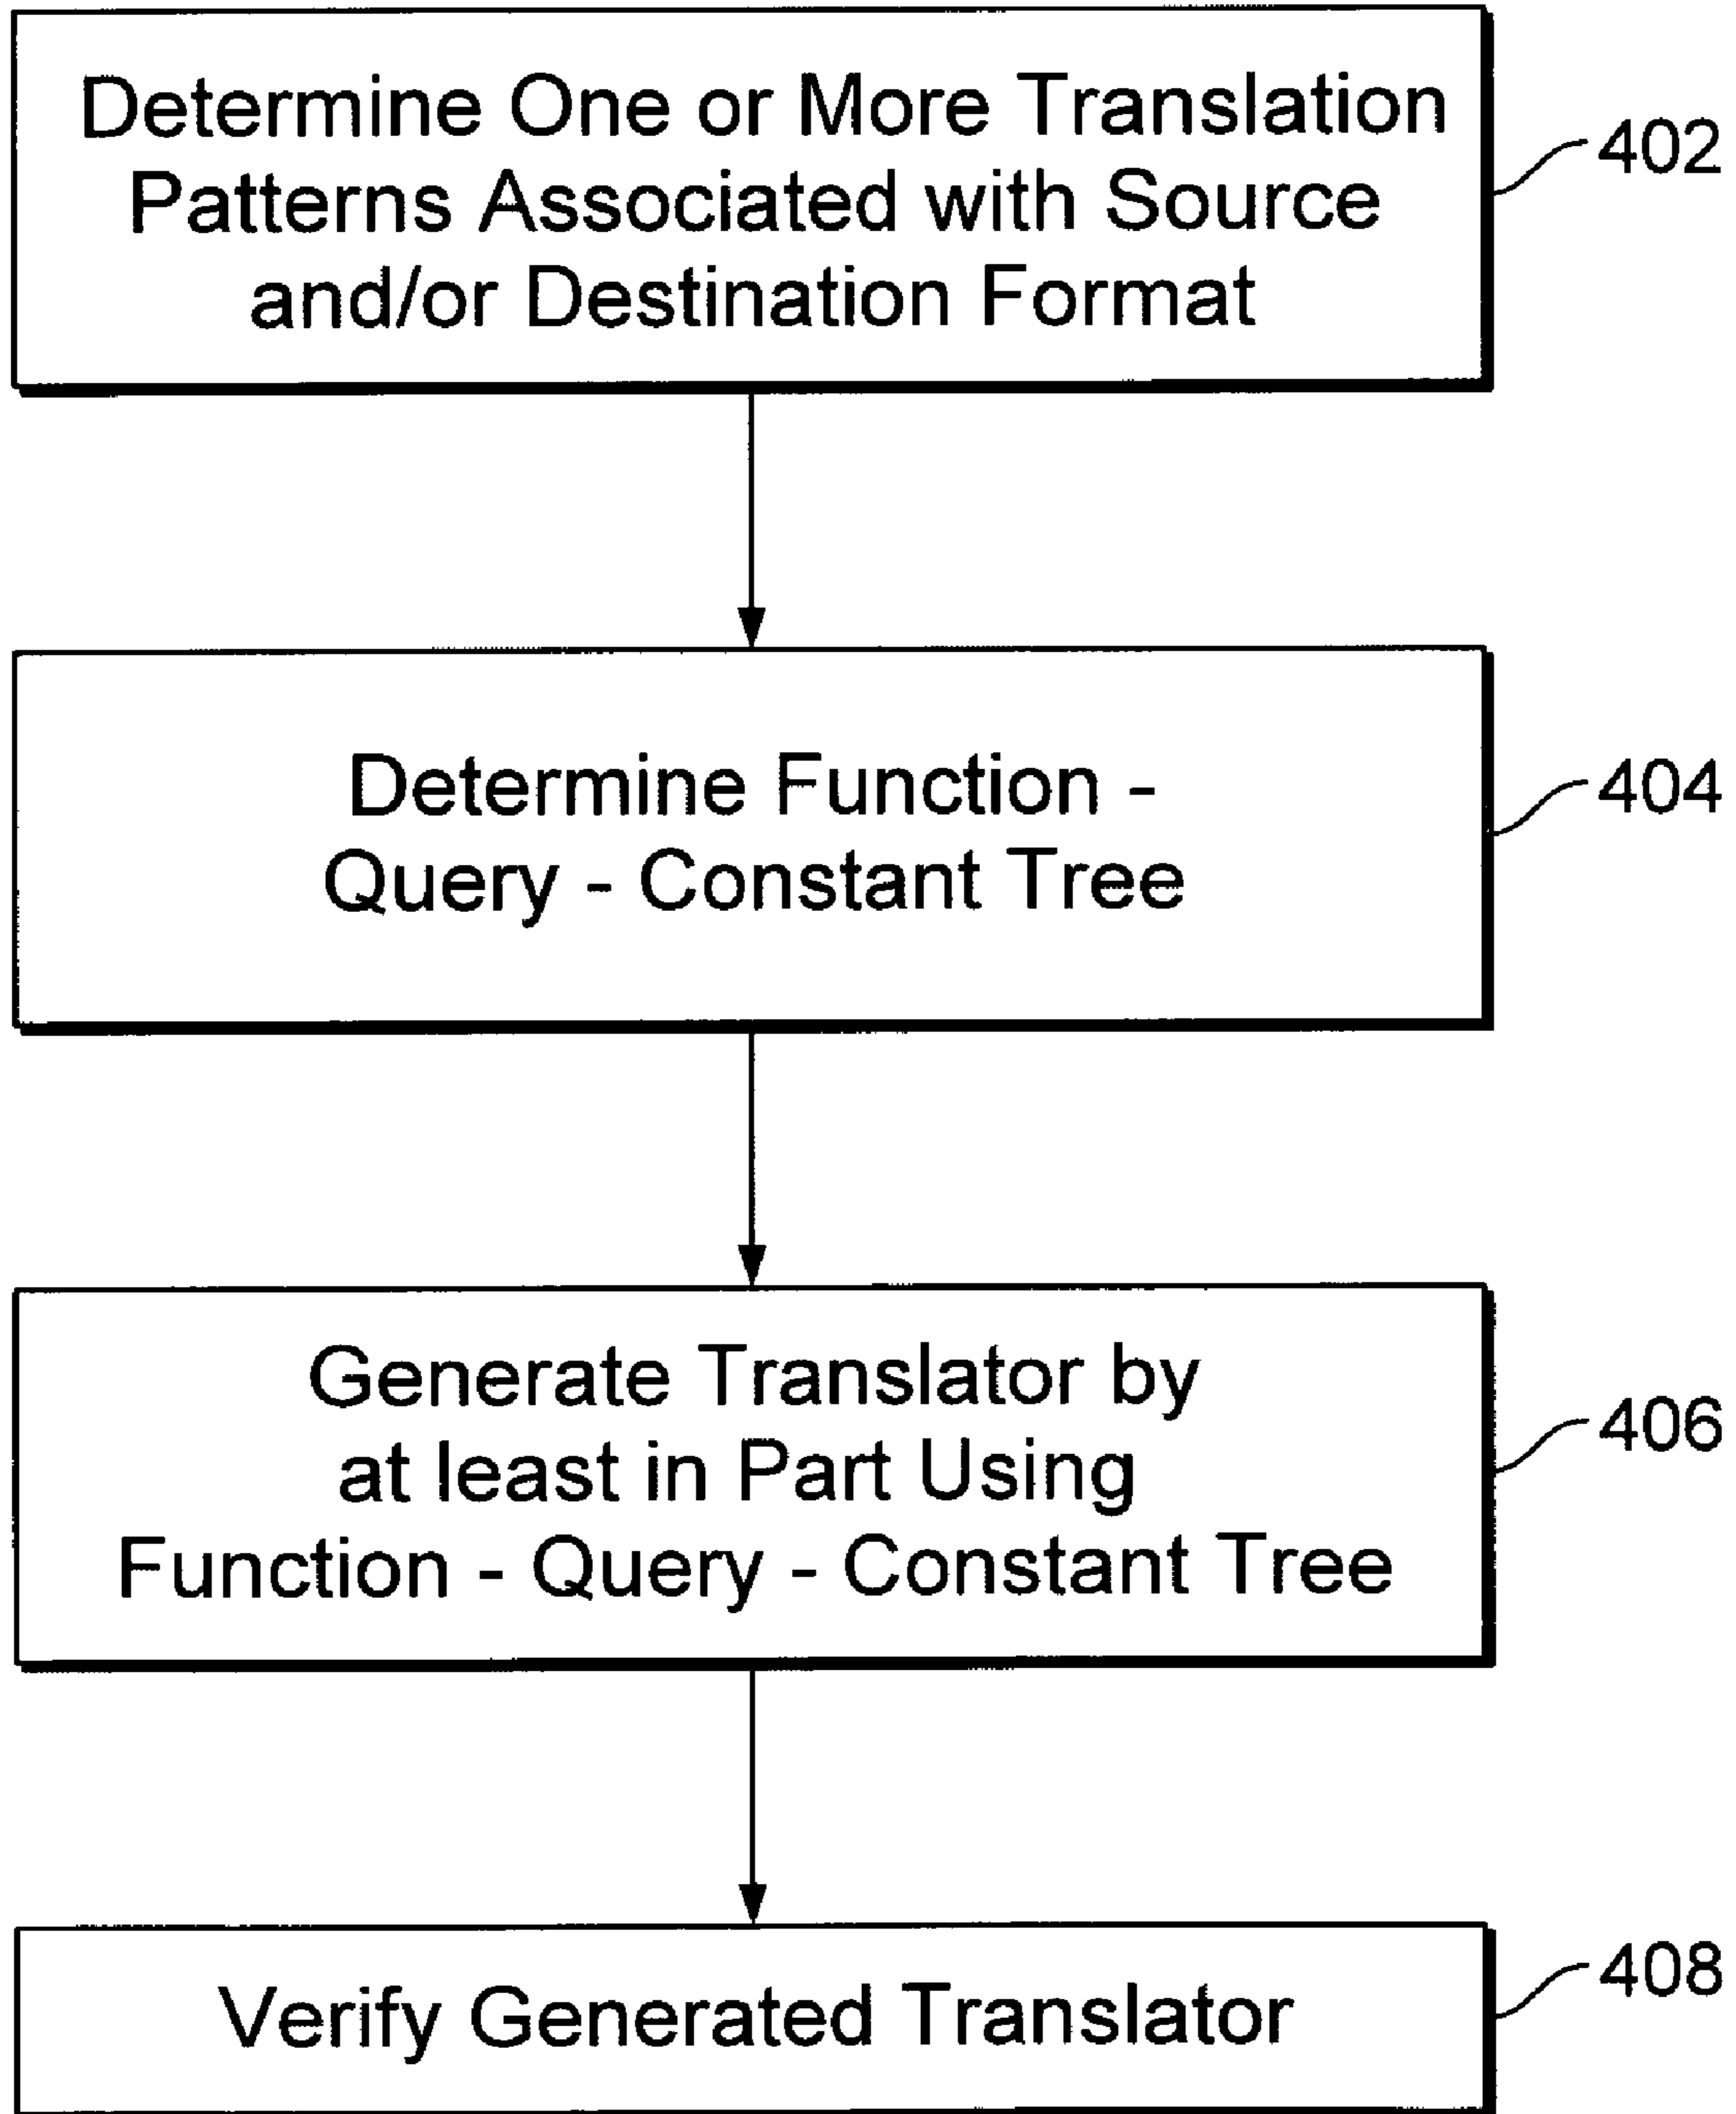 Determine One or More Translation
Patterns Associated with Source
and/or Destination Format
402
Determine Function -
Query - Constant Tree
404
Generate Translator by
at least in Part Using
Function - Query - Constant Tree
406
Verify Generated Translator
408